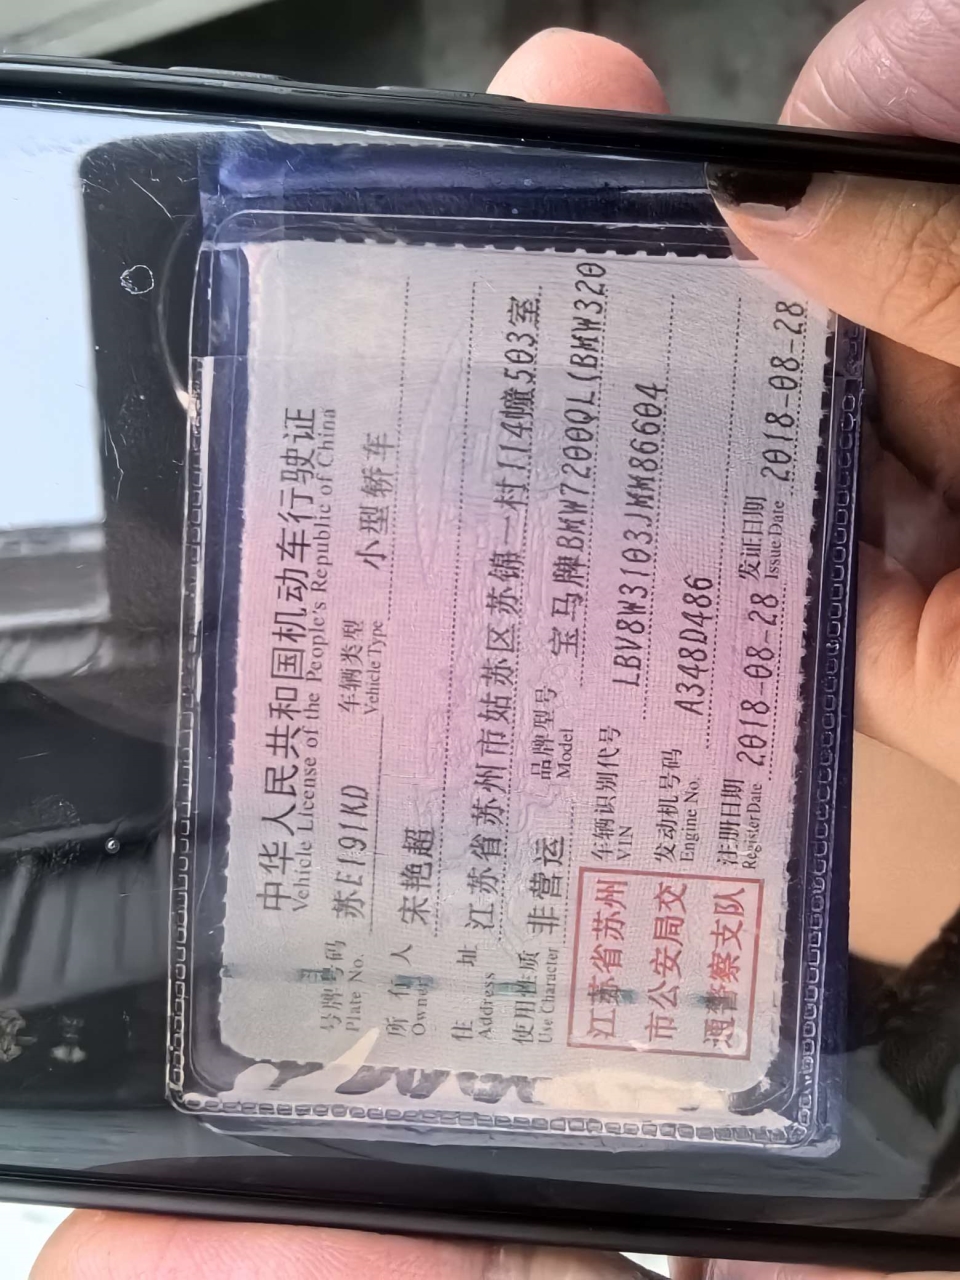 中华人民共和国机动车行驶证
Vehicle License of the People's Republic of China
号牌号码 苏E191KD 车辆类型 小型轿车
Plate No. Vehicle Type
所有人 宋艳超
Owner
住址 江苏省苏州市姑苏区苏锦一村114幢503室
Address
使用性质 非营运 品牌型号 宝马牌BMW7200QL(BMW320
Use Character Model
江苏省苏州
市公安局交
通警察支队
车辆识别代号 LBV8W3103JMM86604
VIN
发动机号码 A348D486
Engine No.
注册日期 2018-08-28 发证日期 2018-08-28
Register Date Issue Date